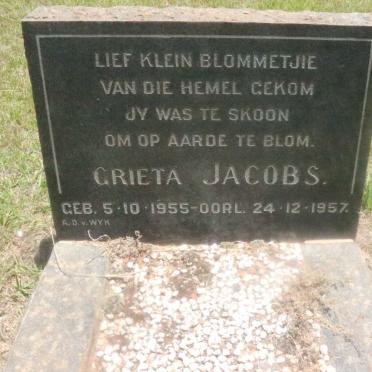 LIEF KLEIN BLOMMETJIE
VAN DIE HEMEL GEKOM
JY WAS TE SKOON
OM OP AARDE TE BLOM.
GRIETA JACOBS.
GEB. 5-10-1955-OORL. 24-12-1957.
A.D.v.WYK